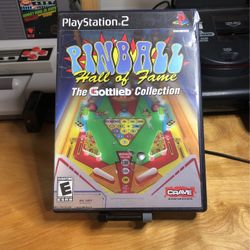 PlayStation 2
PINBALL
Hall of Fame
The Gottlieb Collection
E
CRAVE